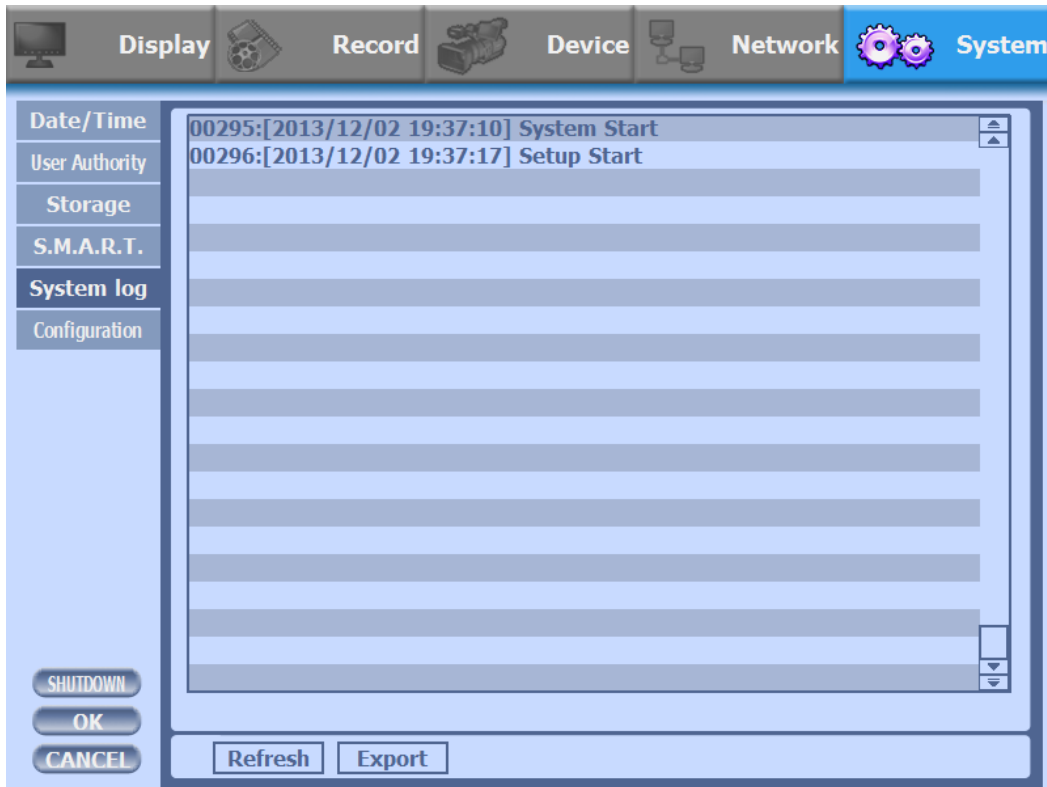 Display Record Device Network System
Date/Time
User Authority
Storage
S.M.A.R.T.
System log
Configuration
00295:[2013/12/02 19:37:10] System Start
00296:[2013/12/02 19:37:17] Setup Start
SHUTDOWN
OK
CANCEL
Refresh Export